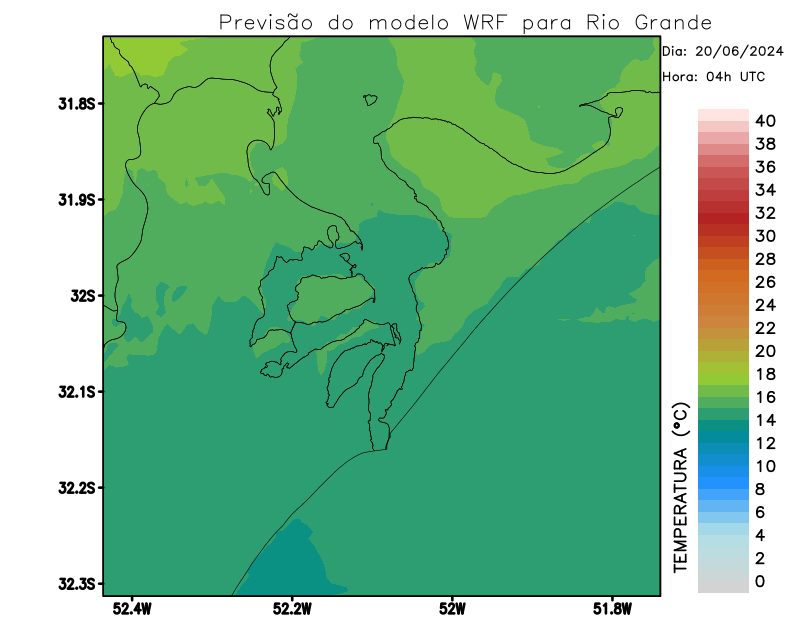 Previsão do modelo WRF para Rio Grande
Dia: 20/06/2024
Hora: 04h UTC
31.8S
31.9S
32S
32.1S
32.2S
32.3S
52.4W
52.2W
52W
51.8W
TEMPERATURA (°C)
40
38
36
34
32
30
28
26
24
22
20
18
16
14
12
10
8
6
4
2
0